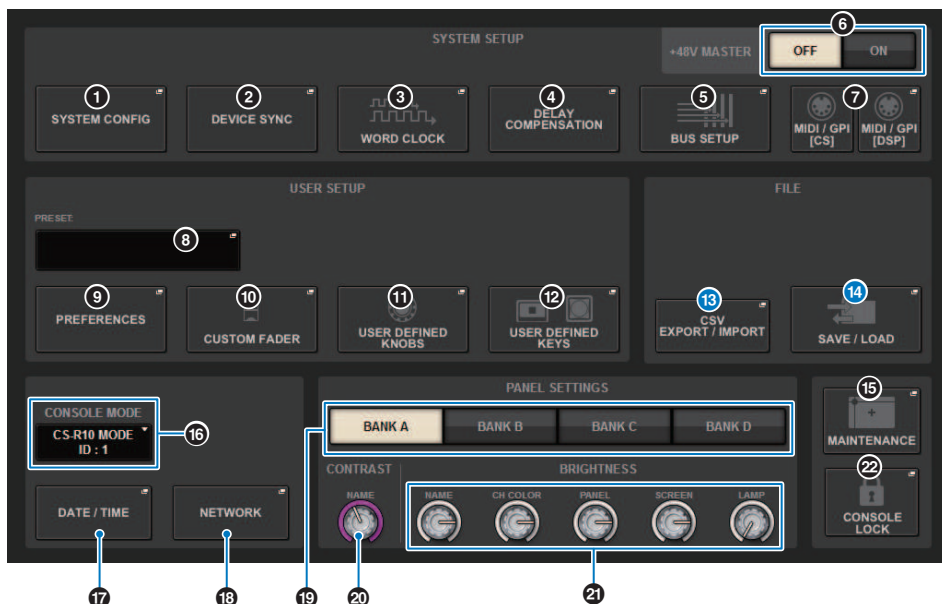 SYSTEM SETUP
+48V MASTER
6
OFF
ON
1
SYSTEM CONFIG
2
DEVICE SYNC
3
WORD CLOCK
4
DELAY
COMPENSATION
5
BUS SETUP
7
MIDI / GPI
[CS]
MIDI / GPI
[DSP]
USER SETUP
PRESET:
8
9
PREFERENCES
10
CUSTOM FADER
11
USER DEFINED
KNOBS
12
USER DEFINED
KEYS
FILE
13
CSV
EXPORT / IMPORT
14
SAVE / LOAD
CONSOLE MODE
CS-R10 MODE
ID : 1
16
DATE / TIME
NETWORK
PANEL SETTINGS
BANK A
BANK B
BANK C
BANK D
CONTRAST
NAME
BRIGHTNESS
NAME
CH COLOR
PANEL
SCREEN
LAMP
15
MAINTENANCE
22
CONSOLE
LOCK
17
18
19
20
21